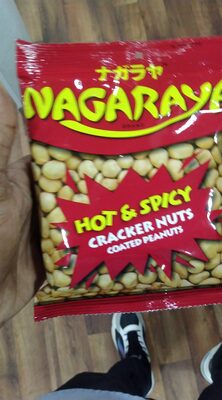 ナガラヤ
NAGARAYA
HOT & SPICY
CRACKER NUTS
COATED PEANUTS